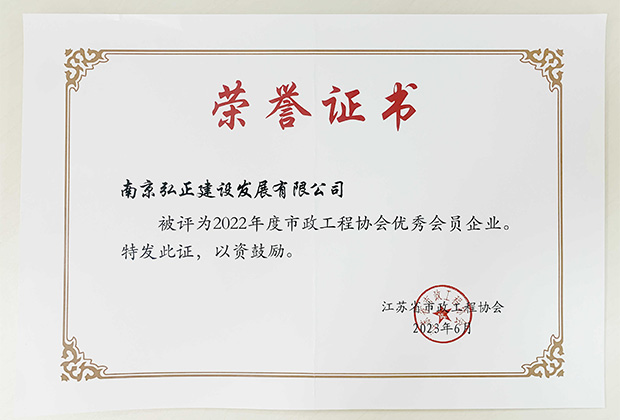 荣誉证书
南京弘正建设发展有限公司
被评为2022年度市政工程协会优秀会员企业。
特发此证，以资鼓励。
江苏省市政工程协会
2023年6月